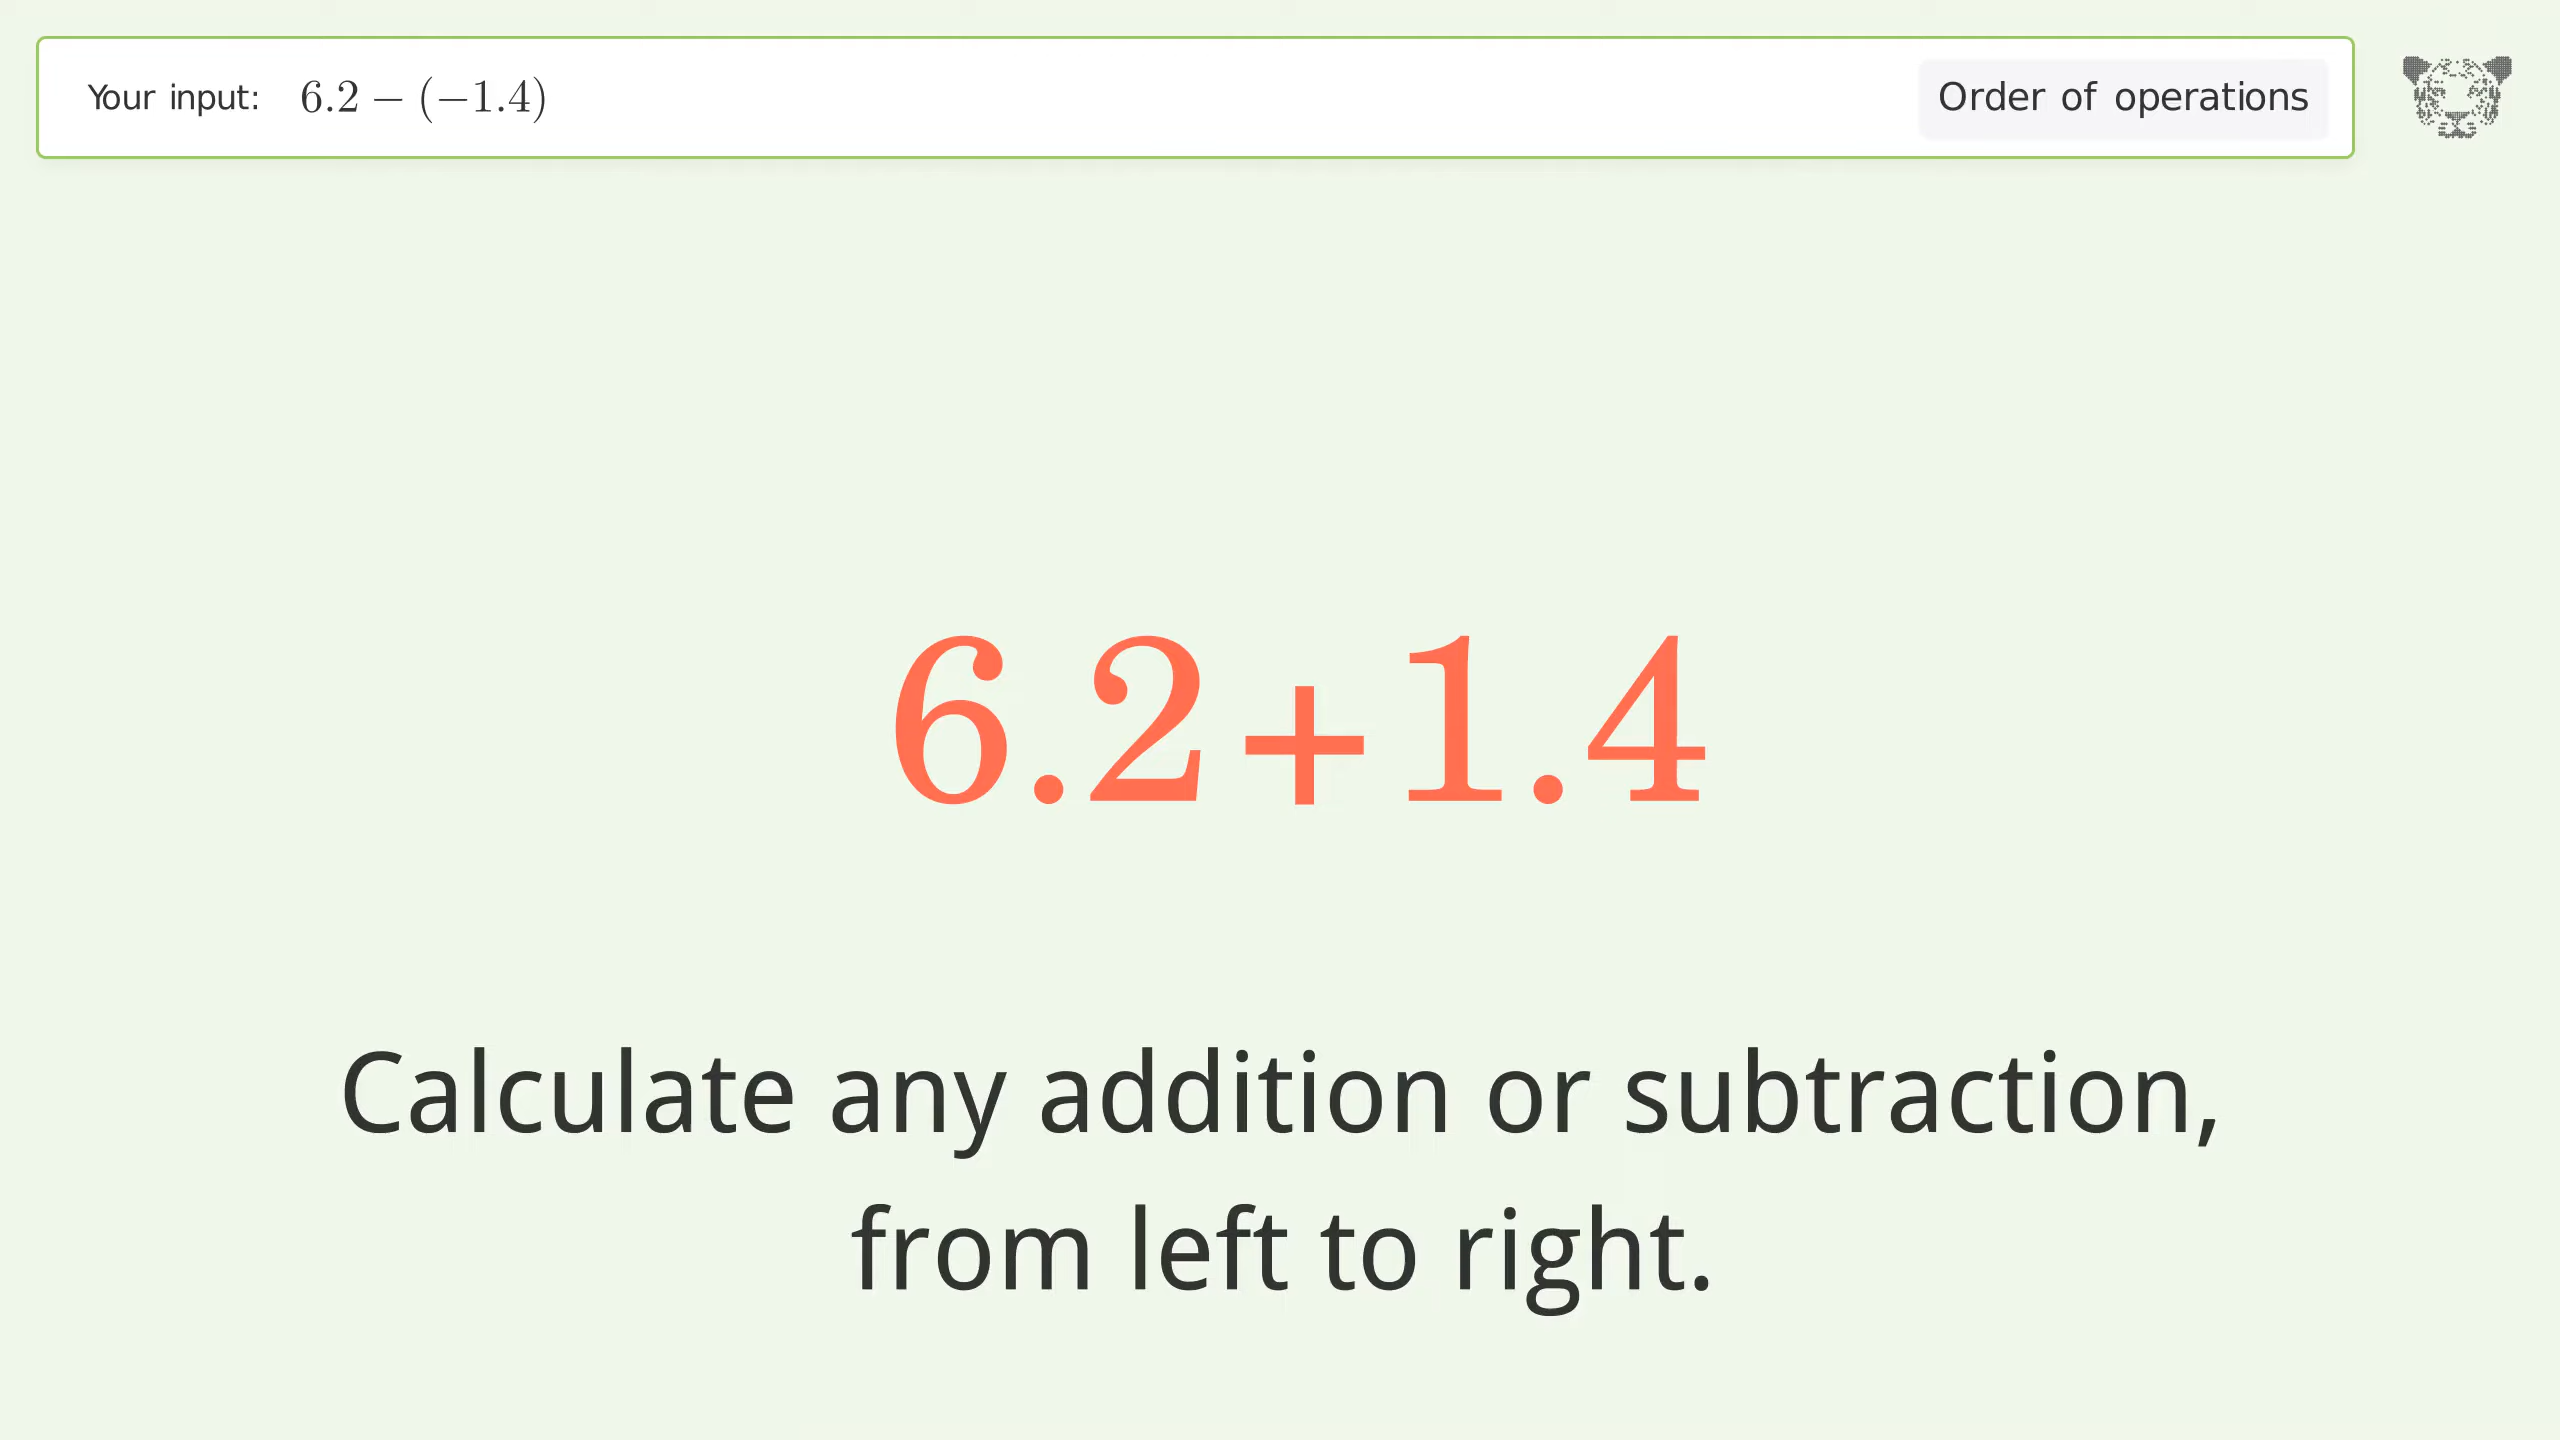 Your input: 6.2 − (−1.4) Order of operations
6.2+1.4
Calculate any addition or subtraction,
from left to right.